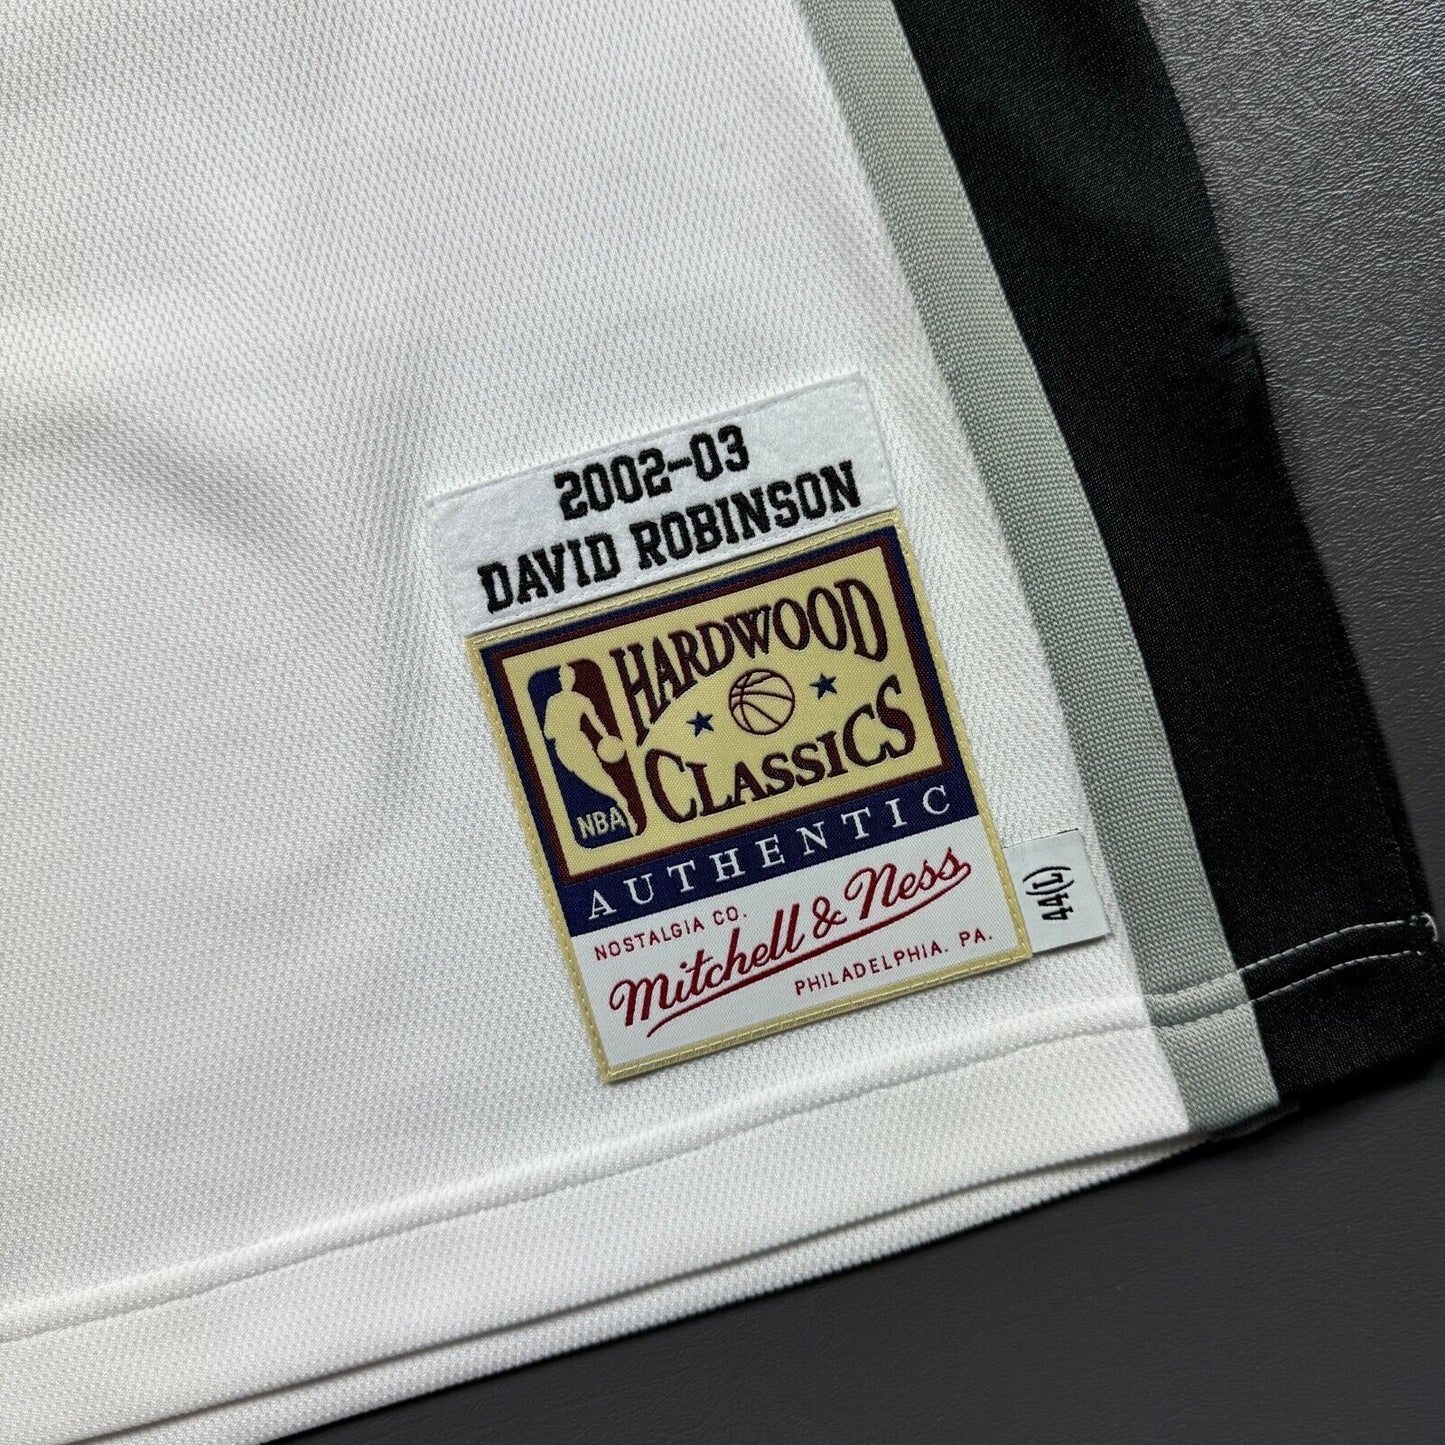 2002-03
DAVID ROBINSON
HARDWOOD
CLASSICS
NBA
AUTHENTIC
NOSTALGIA CO.
Mitchell & Ness
PHILADELPHIA, PA.
44(L)